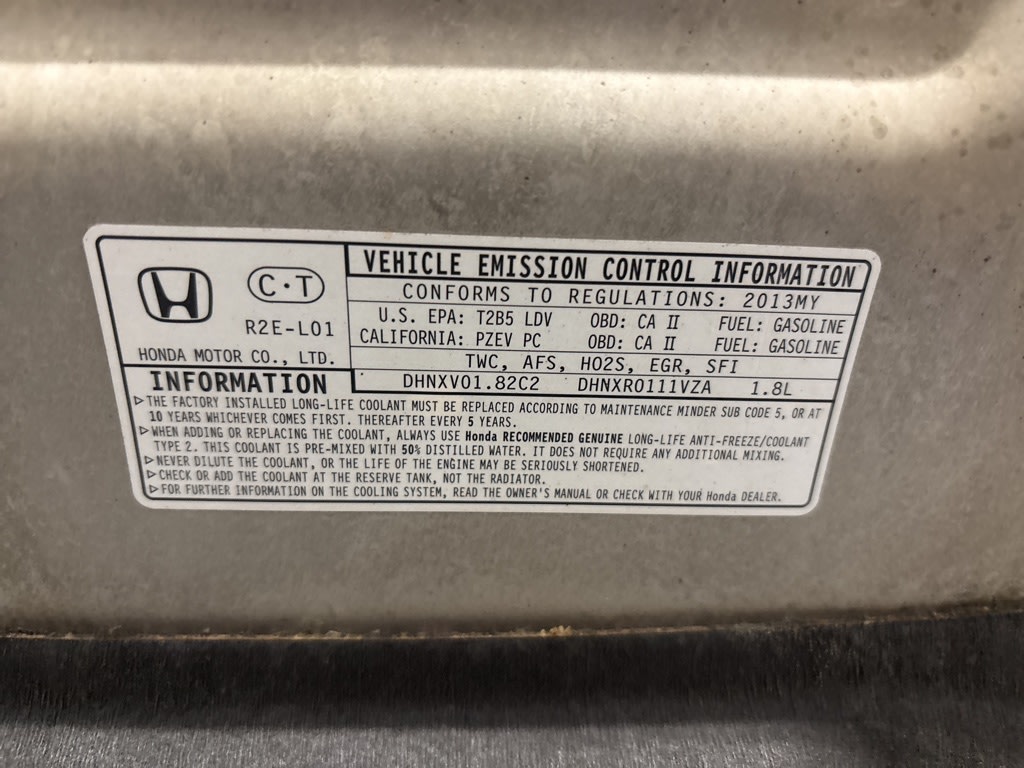 VEHICLE EMISSION CONTROL INFORMATION
H
C·T
R2E-L01
HONDA MOTOR CO., LTD.
CONFORMS TO REGULATIONS: 2013MY
U.S. EPA: T2B5 LDV OBD: CA II FUEL: GASOLINE
CALIFORNIA: PZEV PC OBD: CA II FUEL: GASOLINE
TWC, AFS, HO2S, EGR, SFI
DHNXV01.82C2 DHNXR0111VZA 1.8L
INFORMATION
▷THE FACTORY INSTALLED LONG-LIFE COOLANT MUST BE REPLACED ACCORDING TO MAINTENANCE MINDER SUB CODE 5, OR AT
10 YEARS WHICHEVER COMES FIRST. THEREAFTER EVERY 5 YEARS.
▷WHEN ADDING OR REPLACING THE COOLANT, ALWAYS USE Honda RECOMMENDED GENUINE LONG-LIFE ANTI-FREEZE/COOLANT
TYPE 2. THIS COOLANT IS PRE-MIXED WITH 50% DISTILLED WATER. IT DOES NOT REQUIRE ANY ADDITIONAL MIXING.
▷NEVER DILUTE THE COOLANT, OR THE LIFE OF THE ENGINE MAY BE SERIOUSLY SHORTENED.
▷CHECK OR ADD THE COOLANT AT THE RESERVE TANK, NOT THE RADIATOR.
▷FOR FURTHER INFORMATION ON THE COOLING SYSTEM, READ THE OWNER'S MANUAL OR CHECK WITH YOUR Honda DEALER.